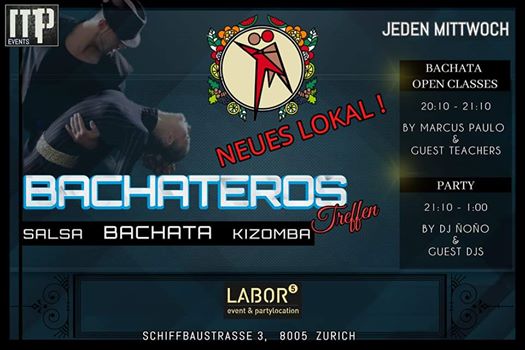 MP
EVENTS
JEDEN MITTWOCH
NEUES LOKAL !
BACHATEROS
Treffen
SALSA BACHATA KIZOMBA
BACHATA
OPEN CLASSES
20:10 - 21:10
BY MARCUS PAULO
&
GUEST TEACHERS
PARTY
21:10 - 1:00
BY DJ ÑOÑO
&
GUEST DJS
LABOR5
event & partylocation
SCHIFFBAUSTRASSE 3, 8005 ZURICH